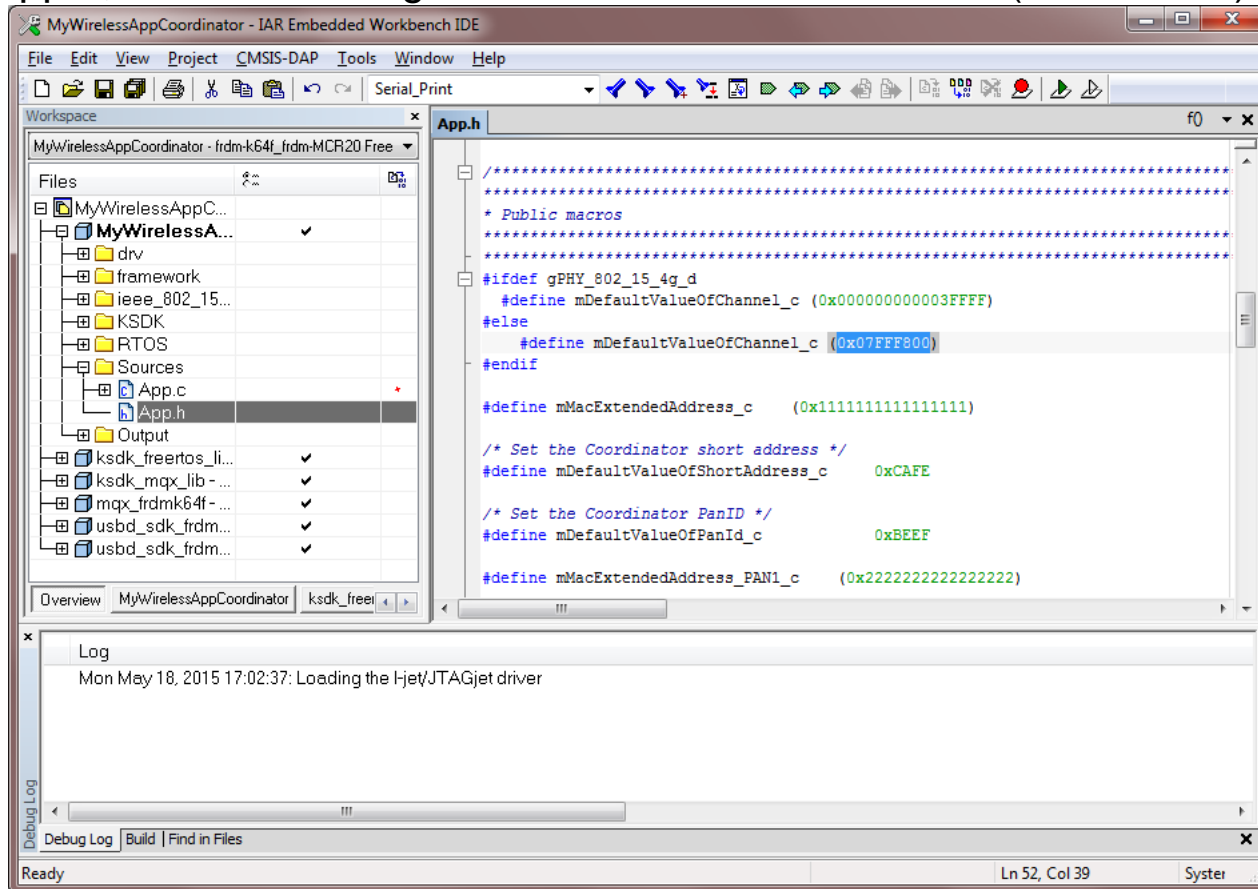 MyWirelessAppCoordinator - IAR Embedded Workbench IDE
File Edit View Project CMSIS-DAP Tools Window Help
Serial_Print
Workspace
MyWirelessAppCoordinator - frdm-k64f_frdm-MCR20 Free
Files
MyWirelessAppC...
MyWirelessA...
drv
framework
ieee_802_15...
KSDK
RTOS
Sources
App.c
App.h
Output
ksdk_freertos_li...
ksdk_mqx_lib - ...
mqx_frdmk64f - ...
usbd_sdk_frdm...
usbd_sdk_frdm...
Overview MyWirelessAppCoordinator ksdk_freer
App.h f()
/*****************************************************************************
******************************************************************************
* Public macros
******************************************************************************
******************************************************************************
#ifdef gPHY_802_15_4g_d
#define mDefaultValueOfChannel_c (0x000000000003FFFF)
#else
#define mDefaultValueOfChannel_c (0x07FFF800)
#endif
#define mMacExtendedAddress_c (0x1111111111111111)
/* Set the Coordinator short address */
#define mDefaultValueOfShortAddress_c 0xCAFE
/* Set the Coordinator PanID */
#define mDefaultValueOfPanId_c 0xBEEF
#define mMacExtendedAddress_PAN1_c (0x2222222222222222)
Log
Mon May 18, 2015 17:02:37: Loading the I-jet/JTAGjet driver
Debug Log
Debug Log Build Find in Files
Ready Ln 52, Col 39 Syster